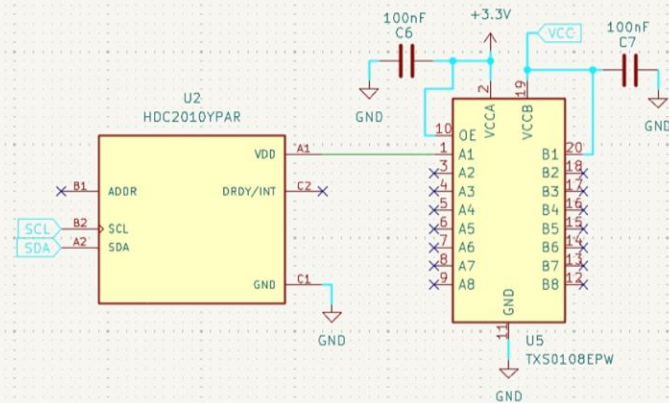 100nF
C6
+3.3V
VCC
100nF
C7
GND
GND
U2
HDC2010YPAR
2
19
VCCA
VCCB
10
OE
VDD
A1
1
A1
B1
20
3
A2
B2
18
B1
ADDR
DRDY/INT
C2
4
A3
B3
17
5
A4
B4
16
SCL
B2
SCL
6
A5
B5
15
SDA
A2
SDA
7
A6
B6
14
8
A7
B7
13
GND
C1
9
A8
B8
12
GND
GND
11
U5
TXS0108EPW
GND